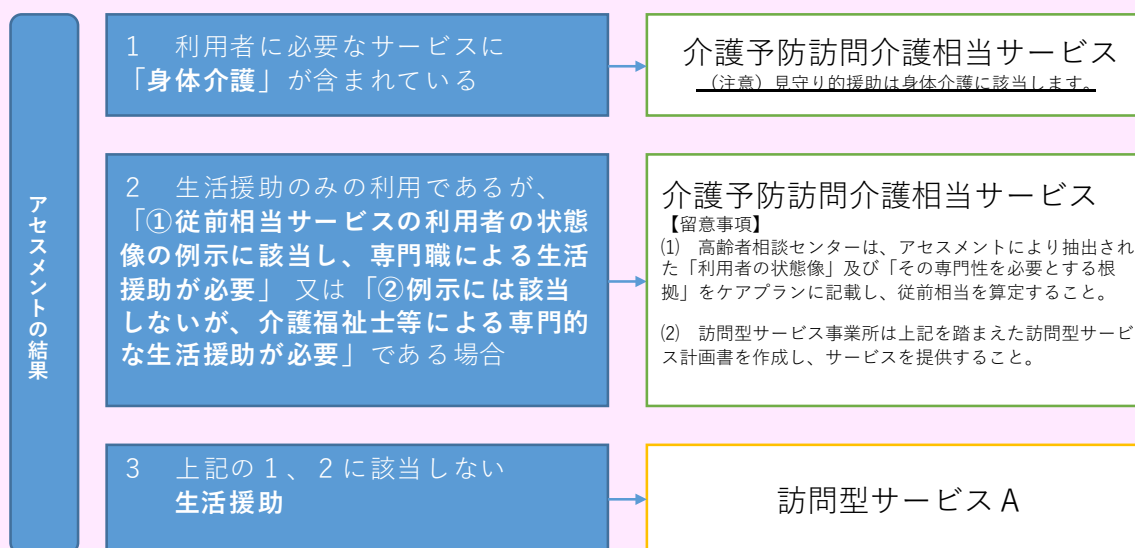 アセスメントの結果
1 利用者に必要なサービスに
「身体介護」が含まれている
介護予防訪問介護相当サービス
（注意）見守り的援助は身体介護に該当します。
2 生活援助のみの利用であるが、
「①従前相当サービスの利用者の状態
像の例示に該当し、専門職による生活
援助が必要」 又は 「②例示には該当
しないが、介護福祉士等による専門的
な生活援助が必要」である場合
介護予防訪問介護相当サービス
【留意事項】
⑴ 高齢者相談センターは、アセスメントにより抽出され
た「利用者の状態像」及び「その専門性を必要とする根
拠」をケアプランに記載し、従前相当を算定すること。
⑵ 訪問型サービス事業所は上記を踏まえた訪問型サービ
ス計画書を作成し、サービスを提供すること。
3 上記の１、２に該当しない
生活援助
訪問型サービスＡ